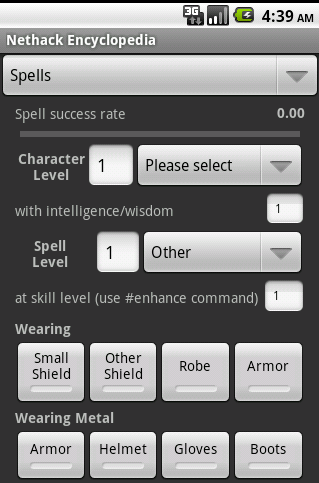 3G 4:39 AM
Nethack Encyclopedia
Spells
Spell success rate 0.00
Character Level 1 Please select
with intelligence/wisdom 1
Spell Level 1 Other
at skill level (use #enhance command) 1
Wearing
Small Shield Other Shield Robe Armor
Wearing Metal
Armor Helmet Gloves Boots